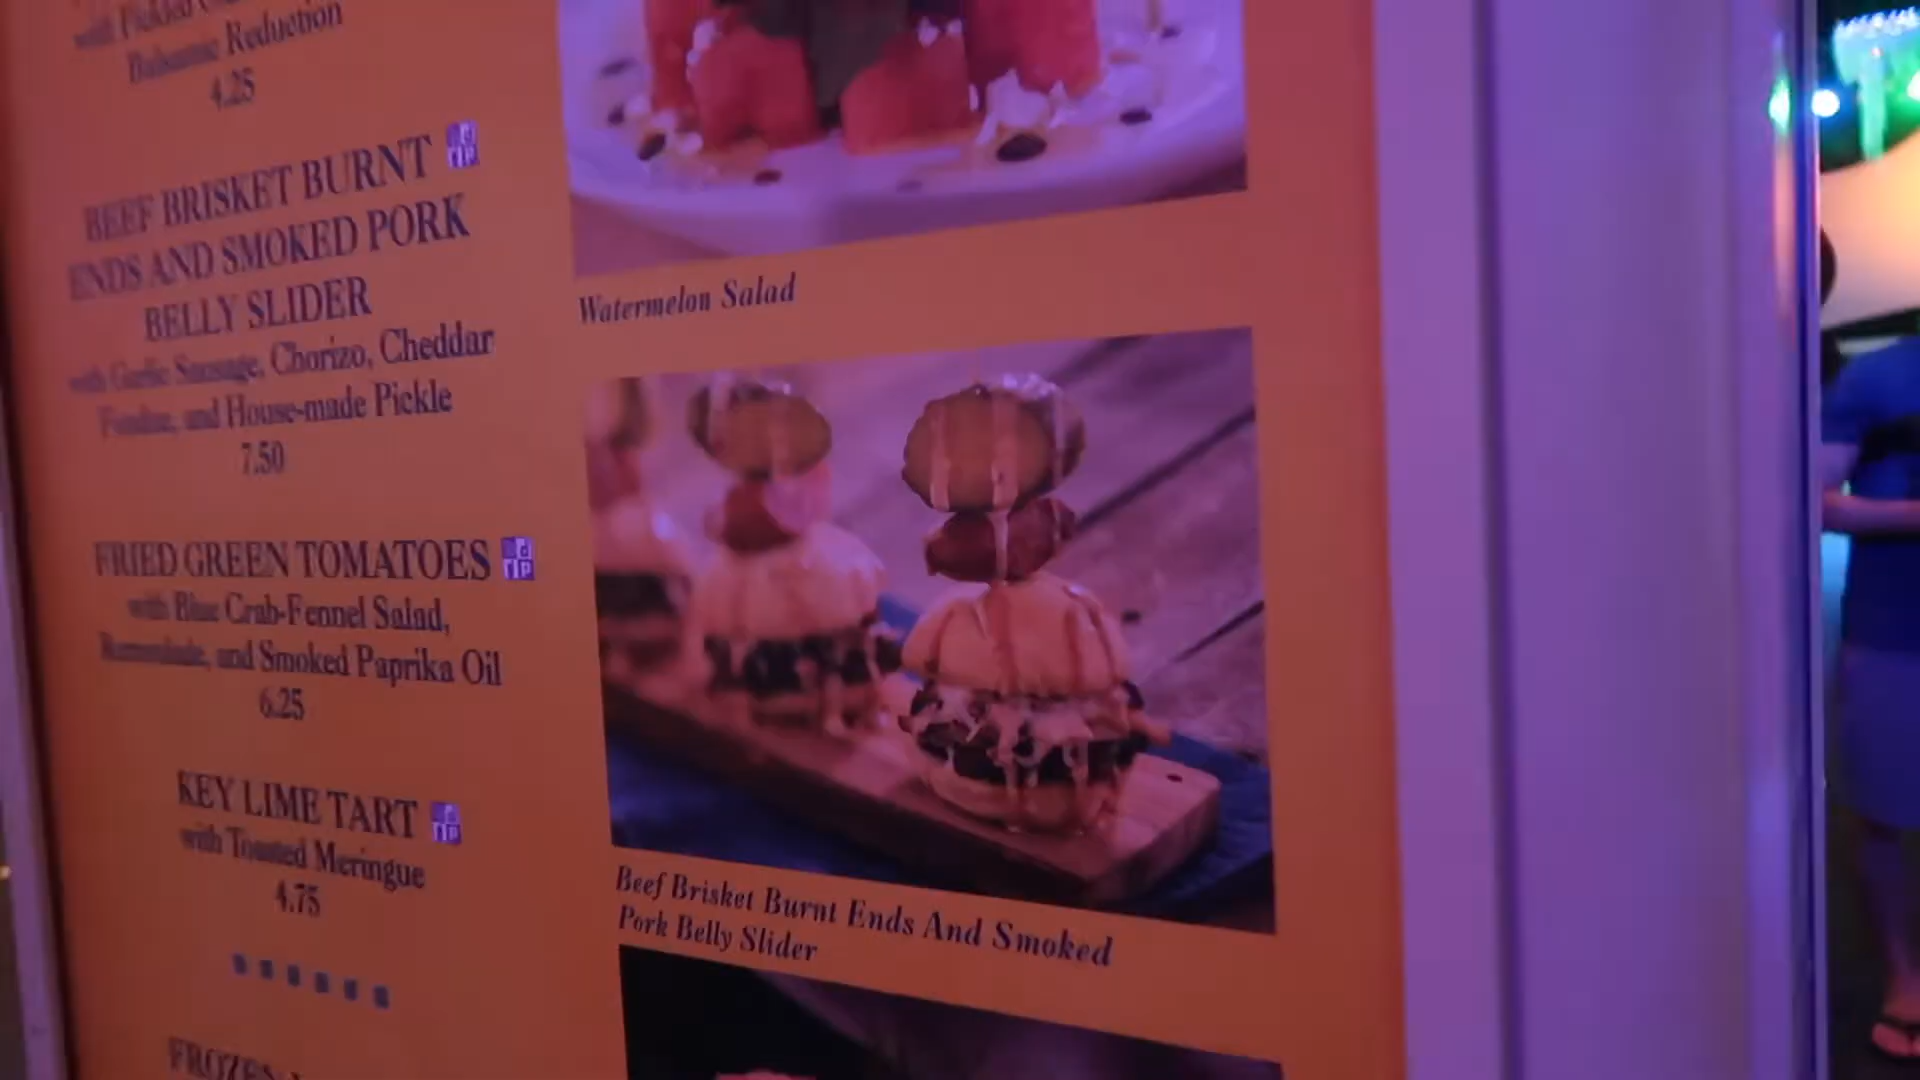 with Pickled
Balsamic Reduction
4.25
BEEF BRISKET BURNT
ENDS AND SMOKED PORK
BELLY SLIDER
with Garlic Sausage, Chorizo, Cheddar
Fondue, and House-made Pickle
7.50
FRIED GREEN TOMATOES
with Blue Crab-Fennel Salad,
Remoulade, and Smoked Paprika Oil
6.25
KEY LIME TART
with Toasted Meringue
4.75
FROZEN
Watermelon Salad
Beef Brisket Burnt Ends And Smoked
Pork Belly Slider